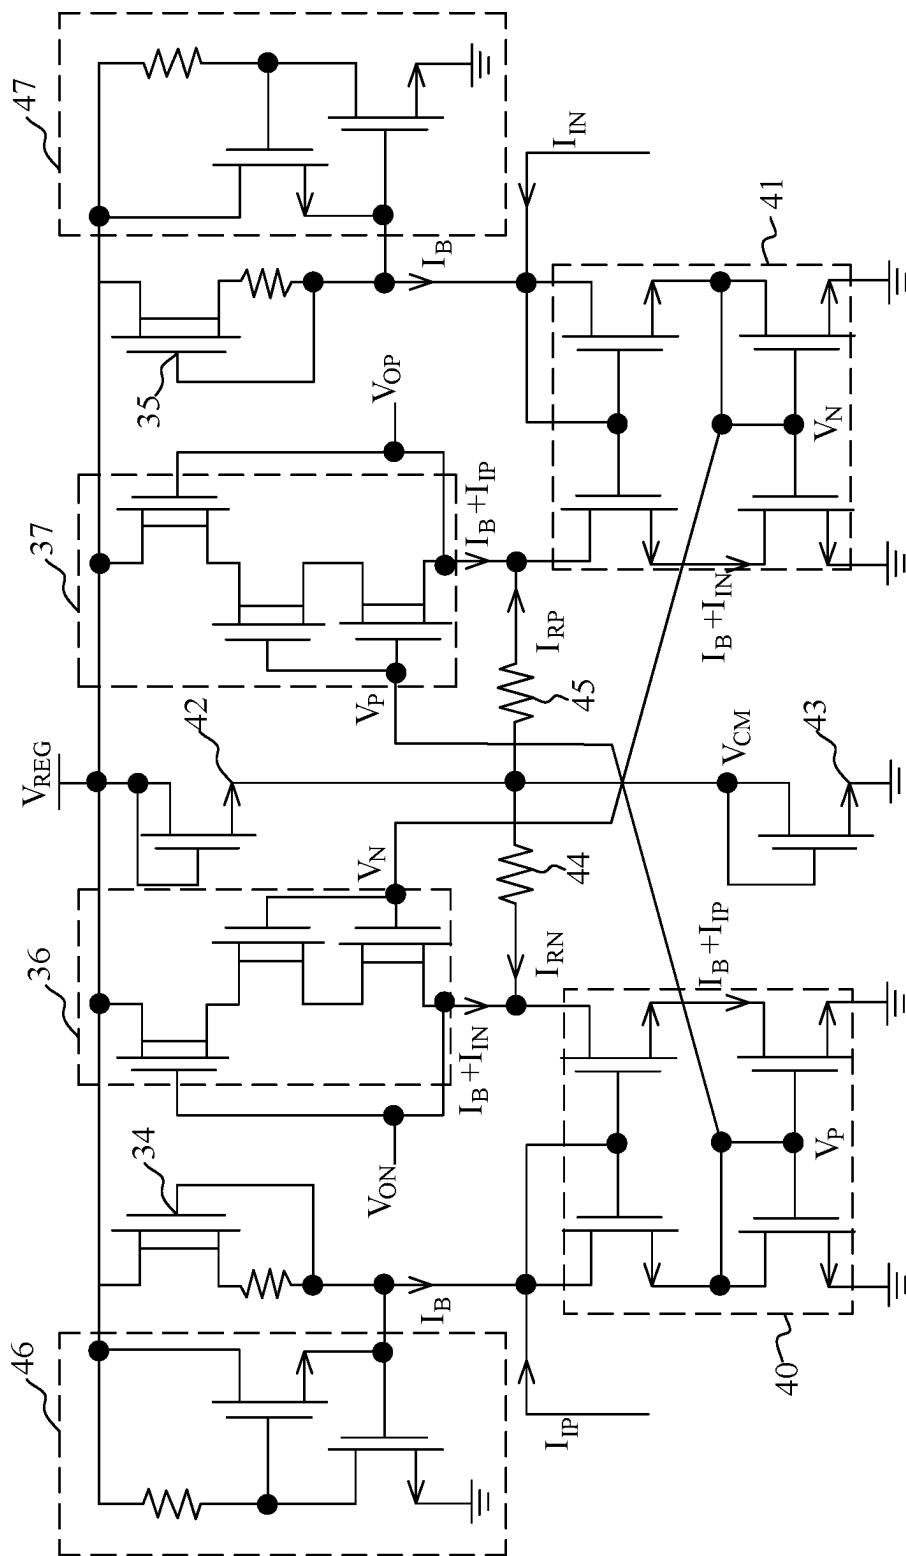 46
34
36
V_REG
42
37
35
47
V_ON
V_N
V_P
V_OP
I_B
I_B+I_IN
I_B+I_IP
I_B
I_IP
I_RN
44
45
I_RP
I_IN
I_B+I_IP
V_CM
I_B+I_IN
40
V_P
43
V_N
41